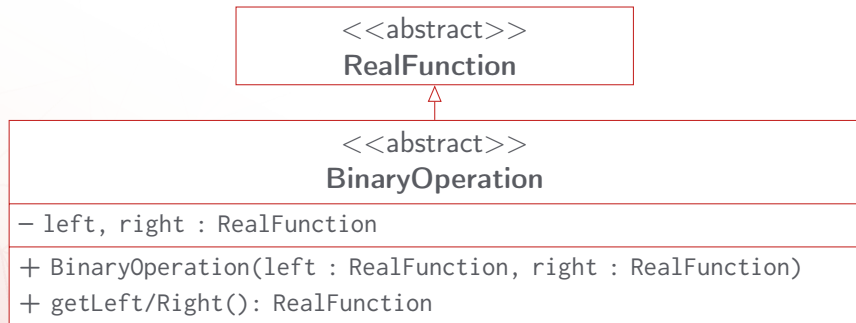 <<abstract>>
RealFunction
<<abstract>>
BinaryOperation
− left, right : RealFunction
+ BinaryOperation(left : RealFunction, right : RealFunction)
+ getLeft/Right(): RealFunction